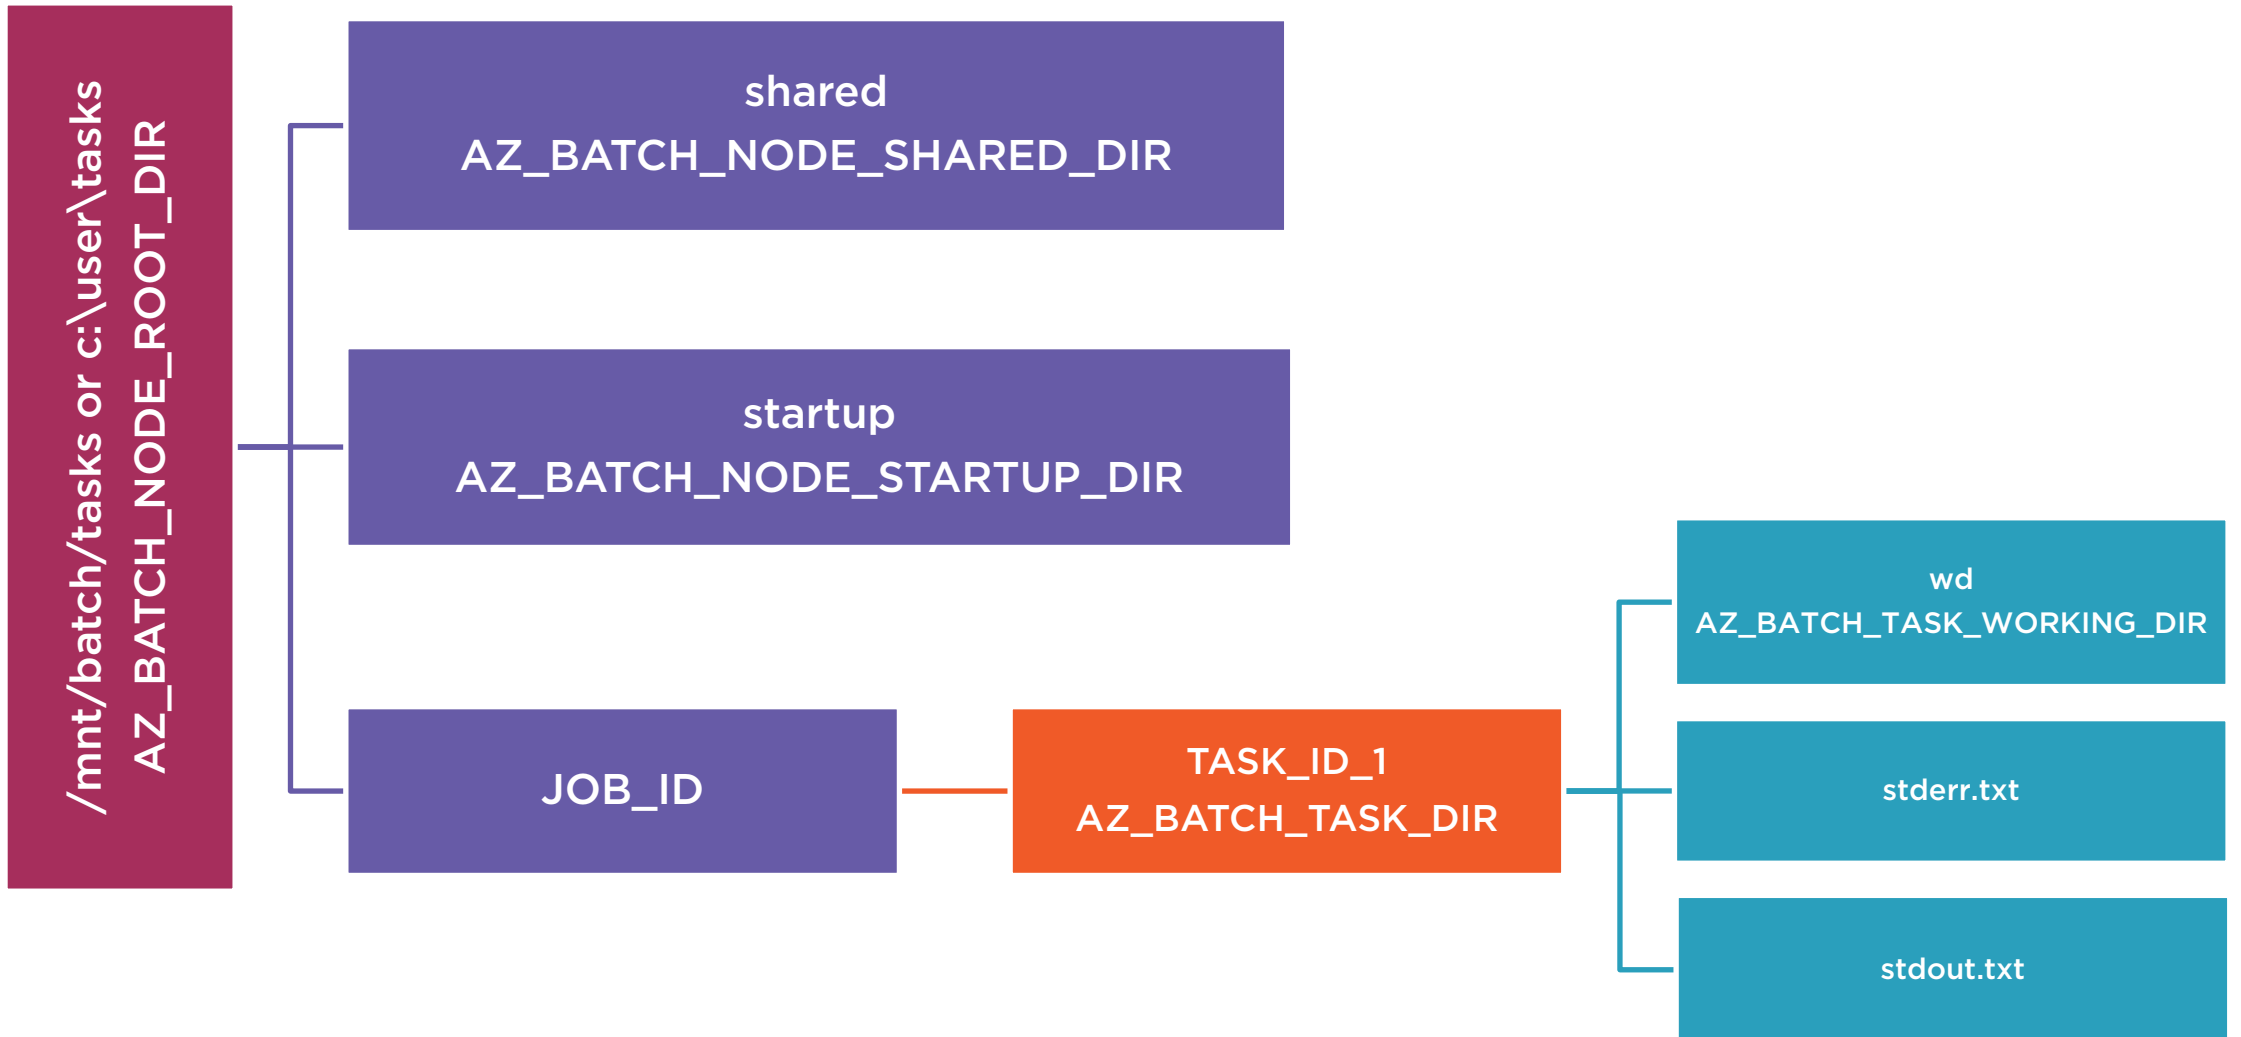 /mnt/batch/tasks or c:\user\tasks
AZ_BATCH_NODE_ROOT_DIR
shared
AZ_BATCH_NODE_SHARED_DIR
startup
AZ_BATCH_NODE_STARTUP_DIR
JOB_ID
TASK_ID_1
AZ_BATCH_TASK_DIR
wd
AZ_BATCH_TASK_WORKING_DIR
stderr.txt
stdout.txt